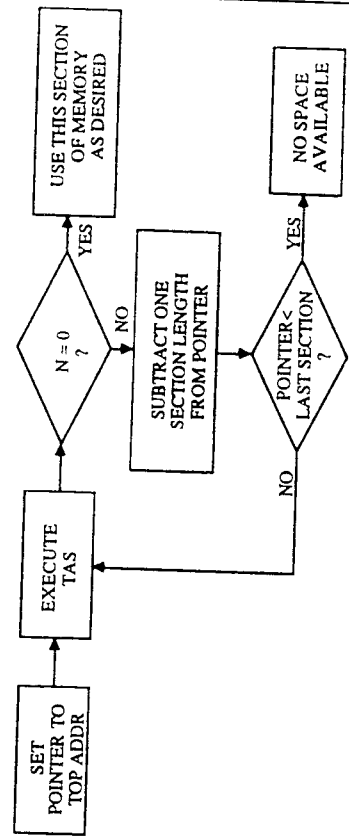 SET
POINTER TO
TOP ADDR
EXECUTE
TAS
N = 0
?
YES
USE THIS SECTION
OF MEMORY
AS DESIRED
NO
SUBTRACT ONE
SECTION LENGTH
FROM POINTER
POINTER<
LAST SECTION
?
NO
YES
NO SPACE
AVAILABLE